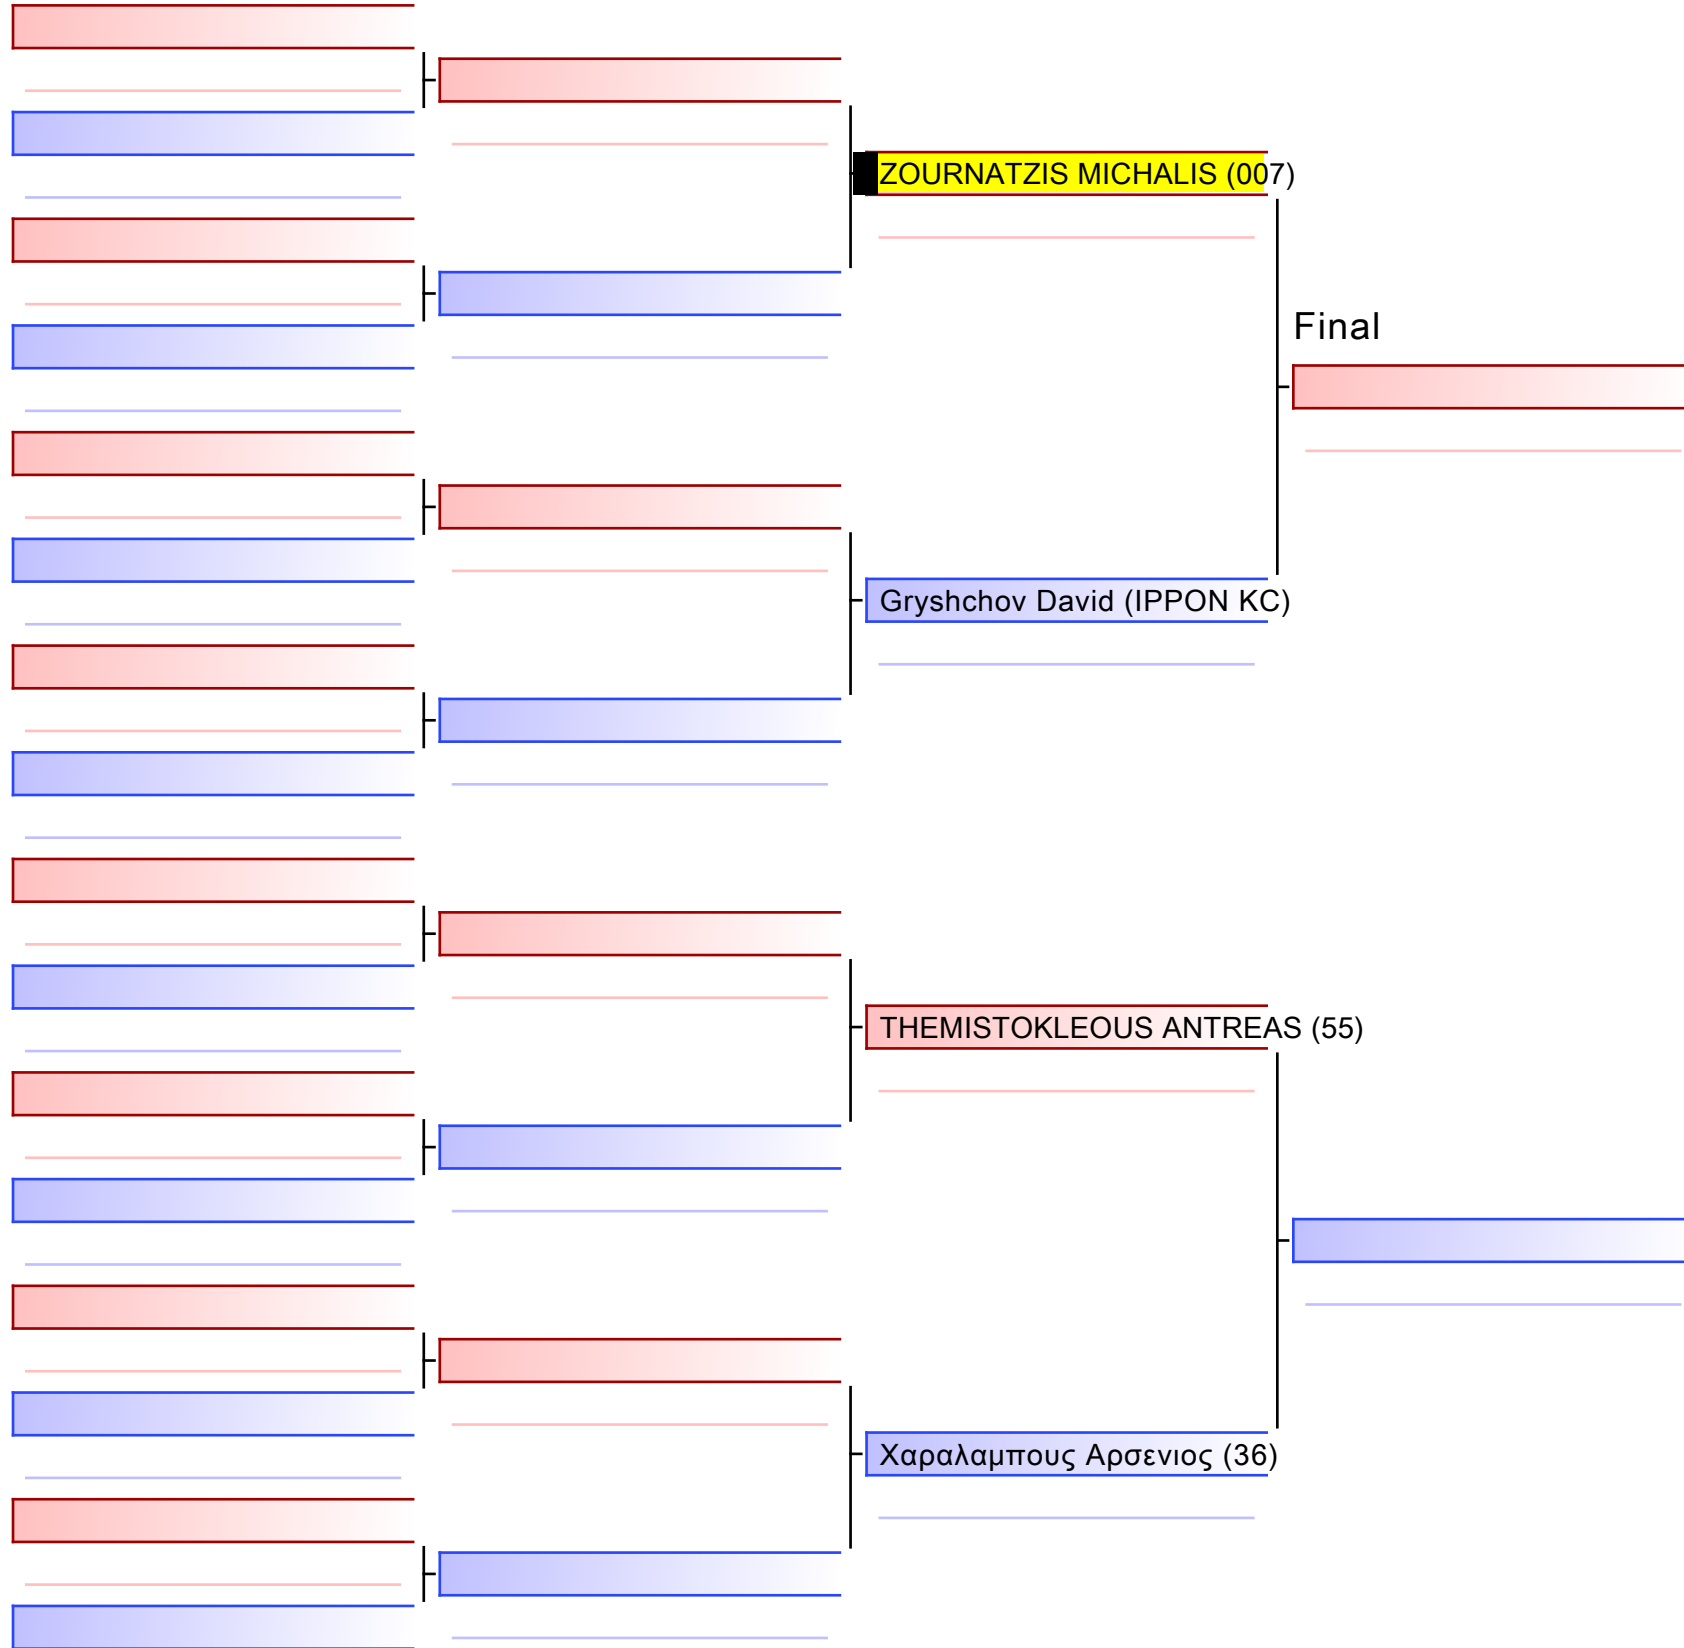 ZOURNATZIS MICHALIS (007)
Final
Gryshchov David (IPPON KC)
THEMISTOKLEOUS ANTREAS (55)
Χαραλαμπους Αρσενιος (36)